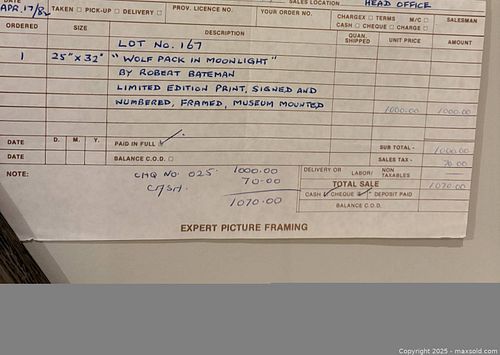 DATE
APR. 17/82 TAKEN □ PICK-UP □ DELIVERY □ PROV. LICENCE NO. YOUR ORDER NO. SALES LOCATION HEAD OFFICE
CHARGEX □ TERMS M/C □ SALESMAN
CASH □ CHEQUE □ CHARGE □
ORDERED SIZE DESCRIPTION QUAN. SHIPPED UNIT PRICE AMOUNT
LOT NO. 167
1 25" x 32" "WOLF PACK IN MOONLIGHT"
BY ROBERT BATEMAN
LIMITED EDITION PRINT, SIGNED AND
NUMBERED, FRAMED, MUSEUM MOUNTED 1000.00 1000.00
DATE D. M. Y. PAID IN FULL ✓ SUB TOTAL - 1000.00
DATE BALANCE C.O.D. □ SALES TAX - 70.00
NOTE: CHQ NO. 025. 1000.00 DELIVERY OR LABOR/ NON TAXABLES
CASH. 70-00 TOTAL SALE 1070.00
1070.00 CASH ✓ CHEQUE ✓ DEPOSIT PAID
BALANCE C.O.D.
EXPERT PICTURE FRAMING
Copyright 2025 - maxsold.com